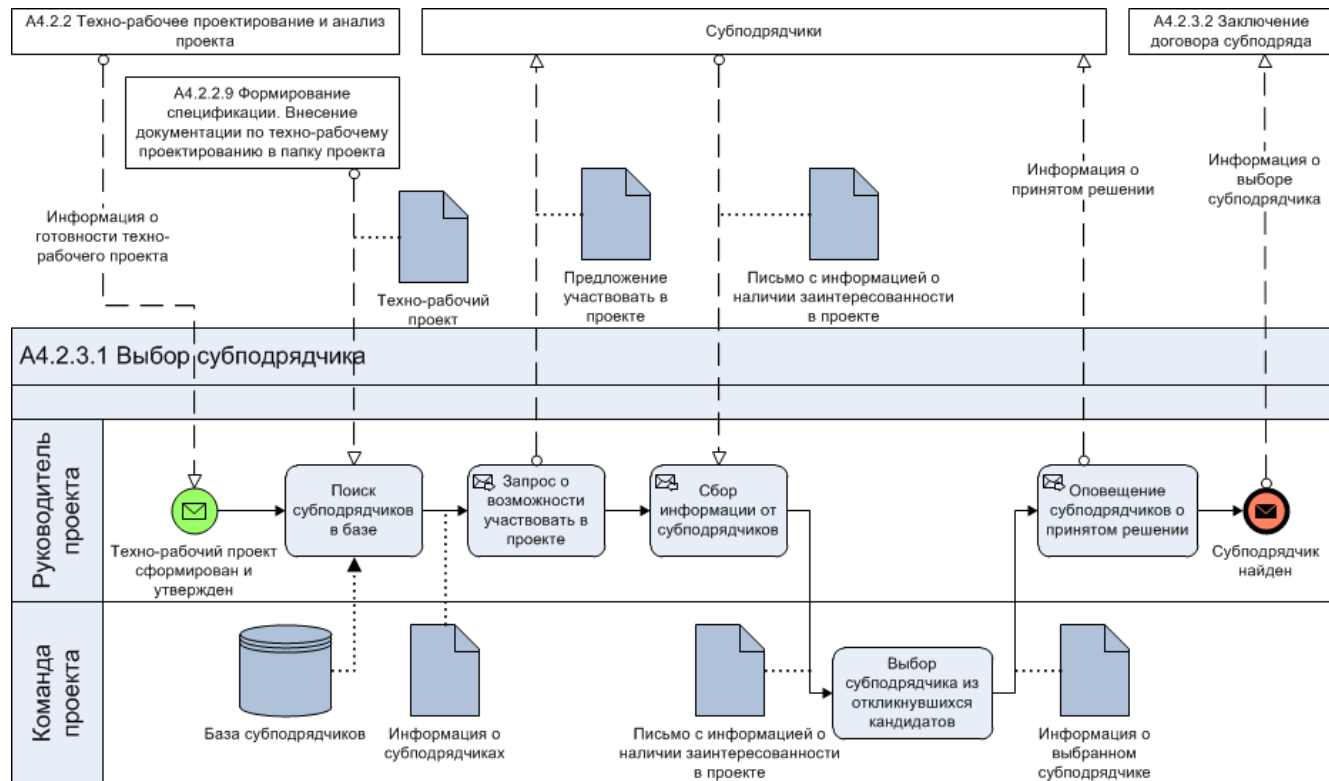 А4.2.2 Техно-рабочее проектирование и анализ
проекта
Субподрядчики
А4.2.3.2 Заключение
договора субподряда
А4.2.2.9 Формирование
спецификации. Внесение
документации по техно-рабочему
проектированию в папку проекта
Информация о
готовности техно-
рабочего проекта
Техно-рабочий
проект
Предложение
участвовать в
проекте
Письмо с информацией о
наличии заинтересованности
в проекте
Информация о
принятом решении
Информация о
выборе
субподрядчика
А4.2.3.1 Выбор субподрядчика
Руководитель
проекта
Техно-рабочий проект
сформирован и
утвержден
Поиск
субподрядчиков
в базе
Запрос о
возможности
участвовать в
проекте
Сбор
информации от
субподрядчиков
Оповещение
субподрядчиков о
принятом решении
Субподрядчик
найден
Команда
проекта
База субподрядчиков
Информация о
субподрядчиках
Письмо с информацией о
наличии заинтересованности
в проекте
Выбор
субподрядчика из
откликнувшихся
кандидатов
Информация о
выбранном
субподрядчике